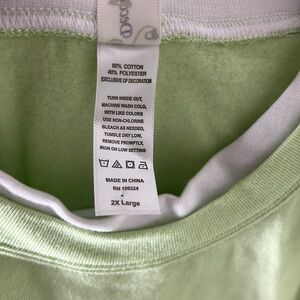 60% COTTON
40% POLYESTER
EXCLUSIVE OF DECORATION
TURN INSIDE OUT,
MACHINE WASH COLD,
WITH LIKE COLORS
USE NON-CHLORINE
BLEACH AS NEEDED,
TUMBLE DRY LOW,
REMOVE PROMPTLY,
IRON ON LOW SETTING
MADE IN CHINA
RN 109224
2X Large